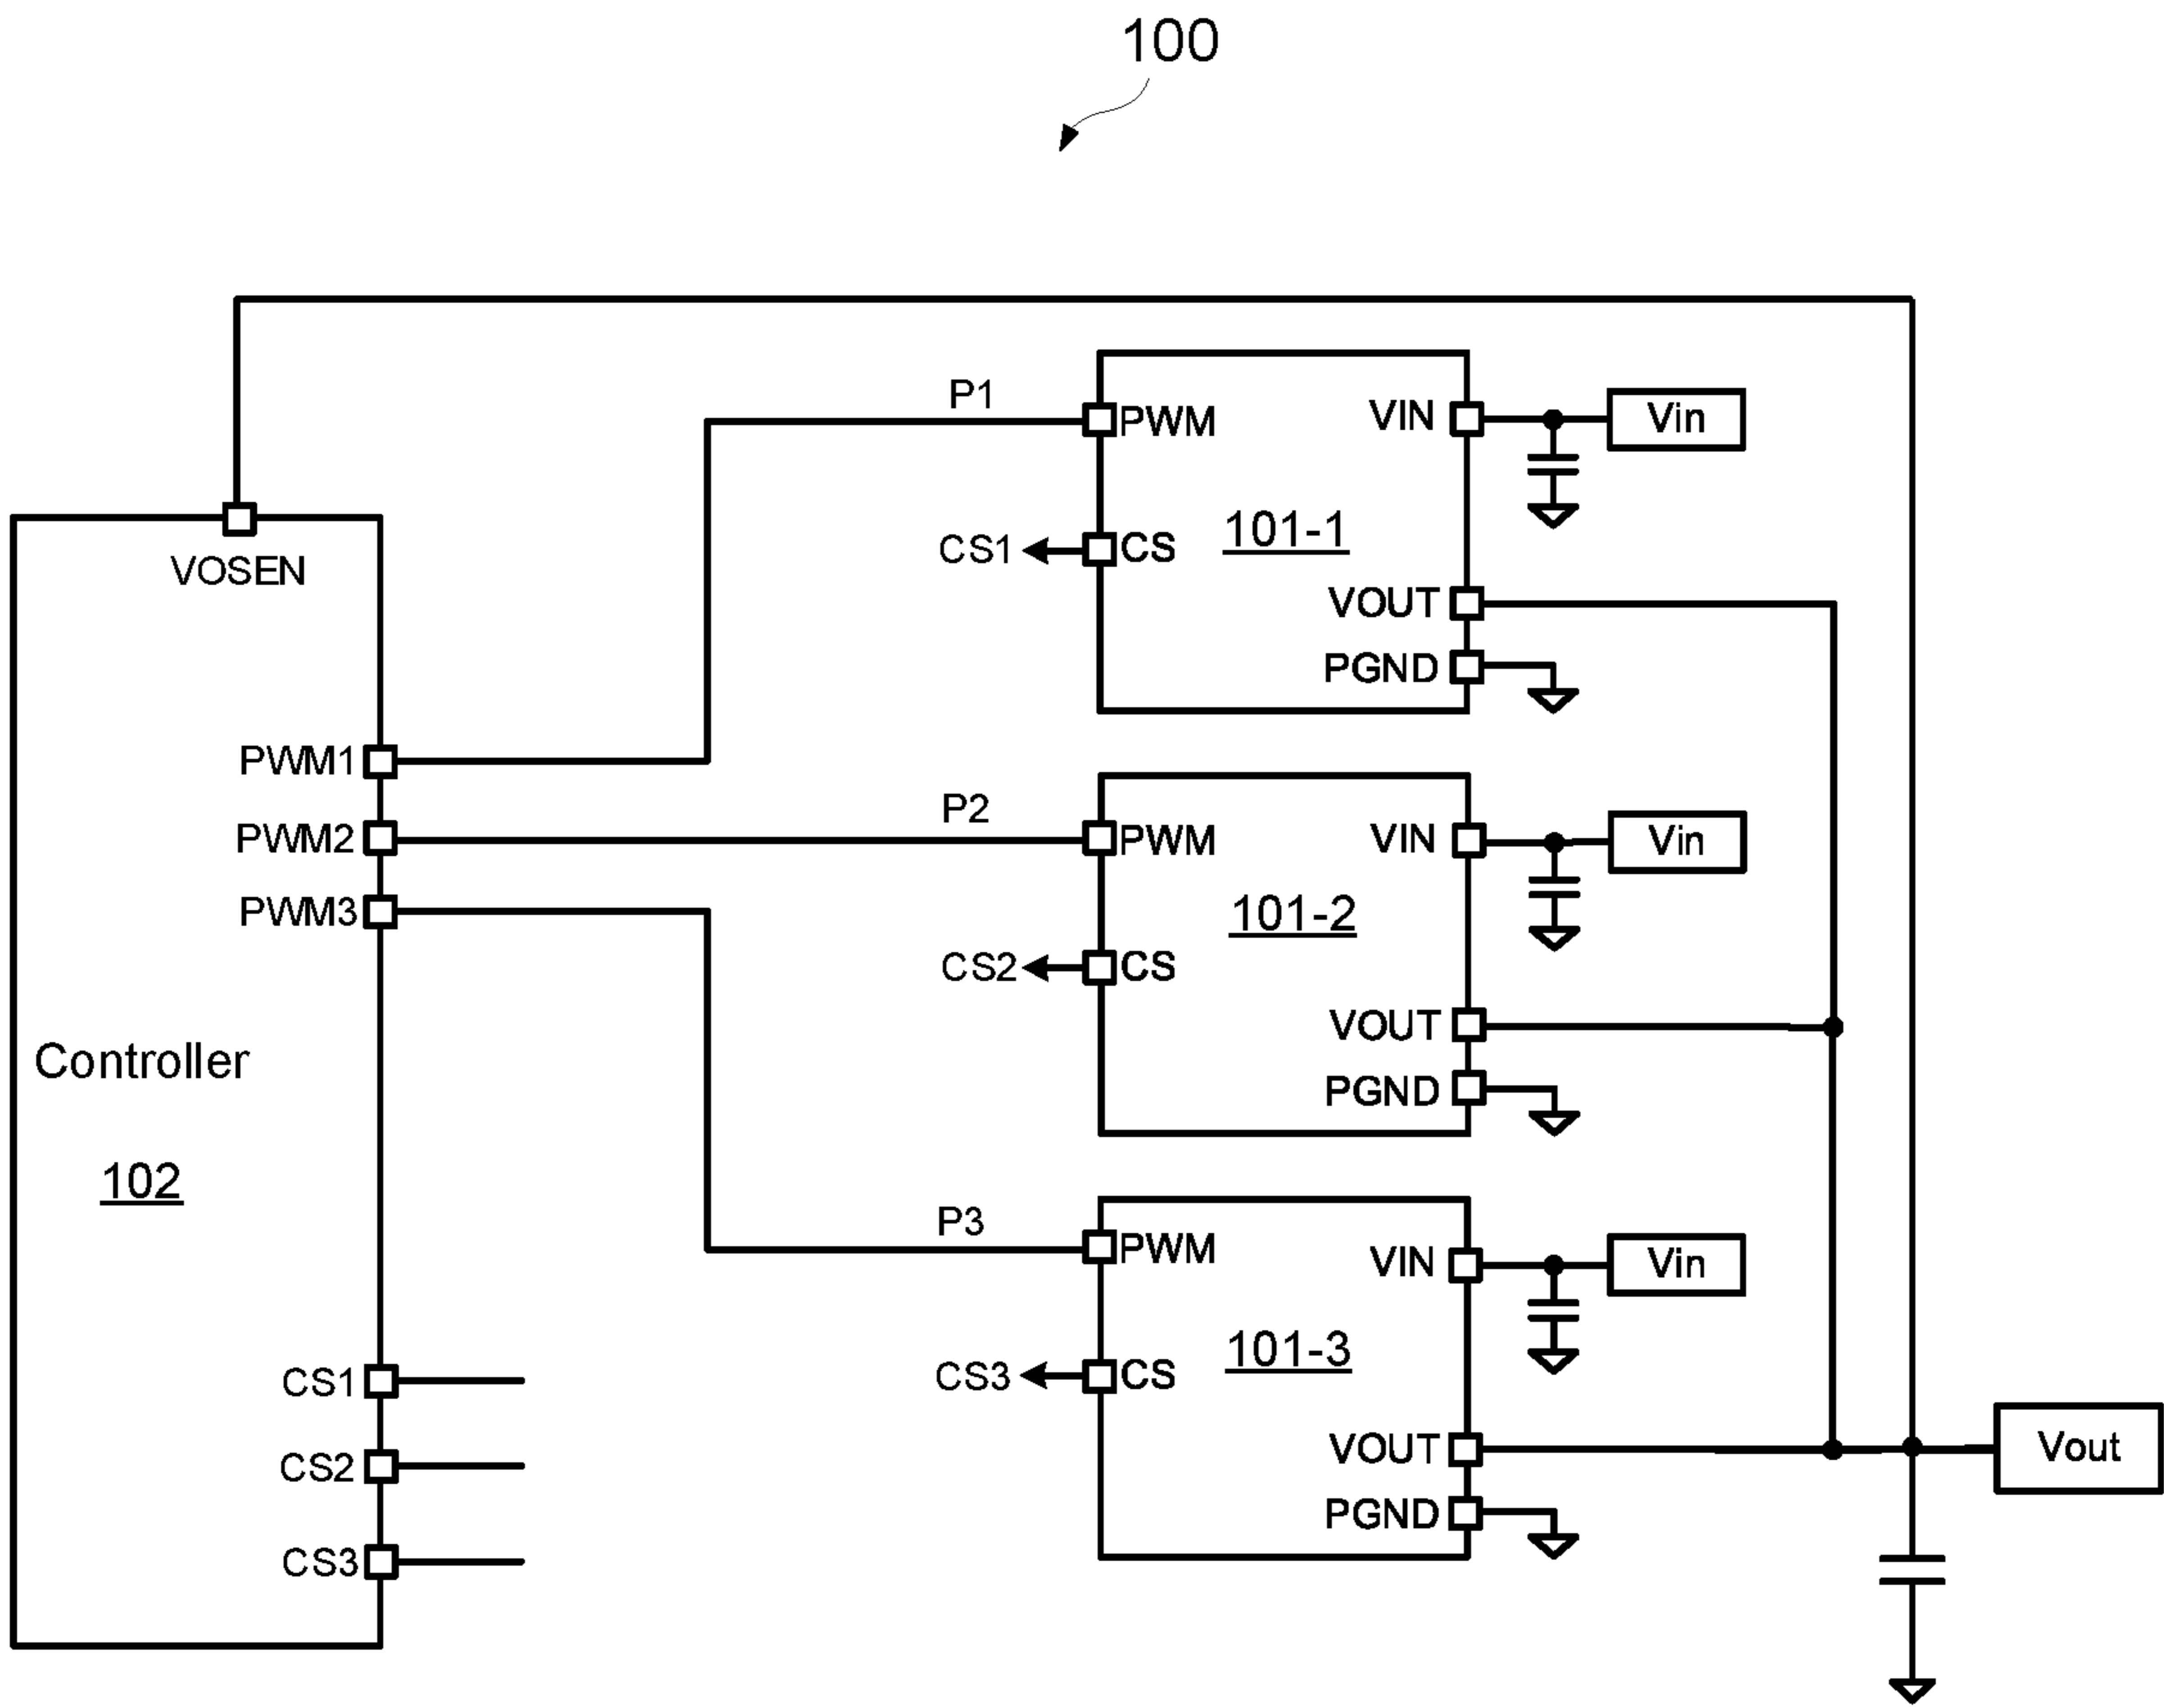 100
P1
PWM
VIN
Vin
CS1
CS
101-1
VOSEN
VOUT
PGND
PWM1
P2
PWM
VIN
Vin
PWM2
PWM3
101-2
CS2
CS
VOUT
Controller
PGND
102
P3
PWM
VIN
Vin
101-3
CS1
CS3
CS
VOUT
Vout
CS2
PGND
CS3